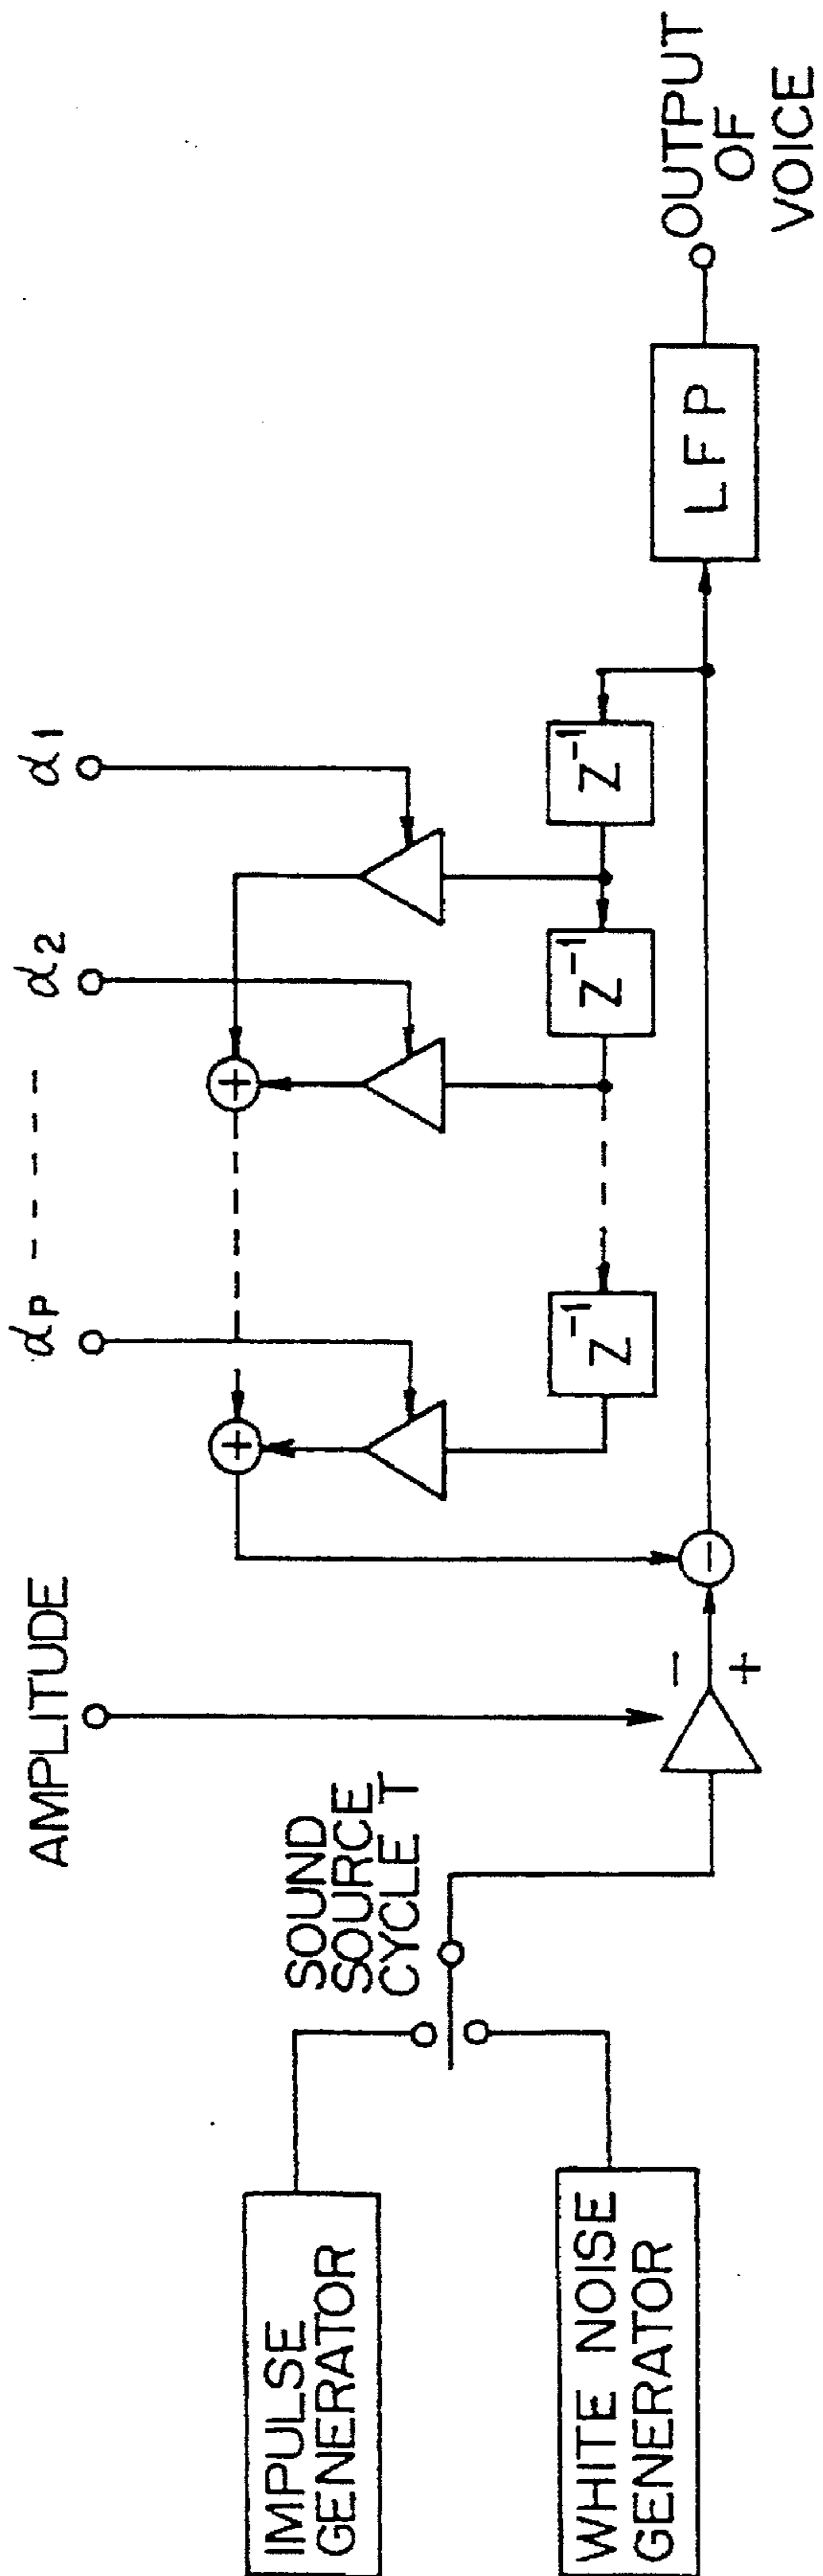 IMPULSE
GENERATOR
WHITE NOISE
GENERATOR
SOUND
SOURCE
CYCLE T
AMPLITUDE
−
+
−
+
+
αP - - - - - α2 α1
Z⁻¹
Z⁻¹
Z⁻¹
LFP
OUTPUT
OF
VOICE